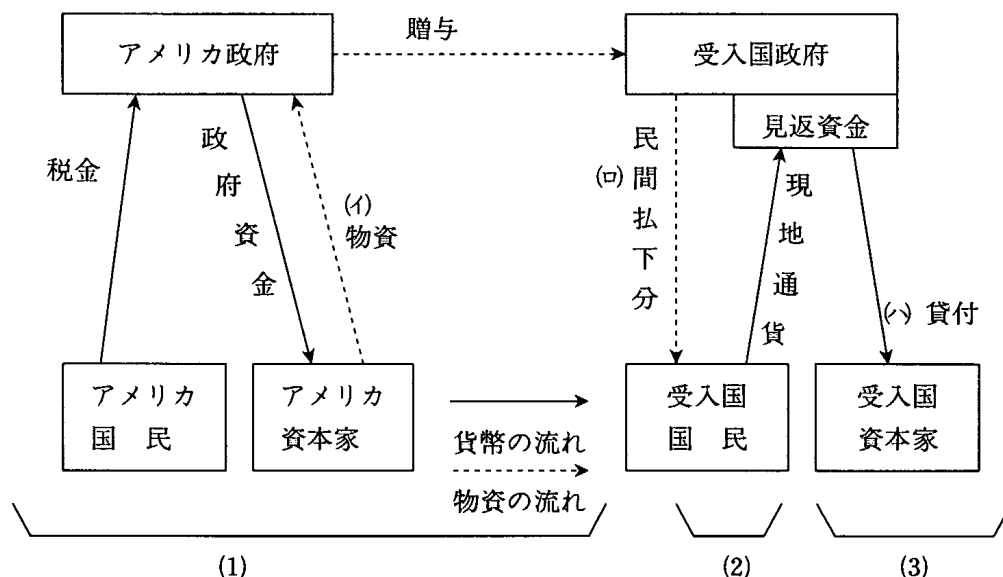 贈与
アメリカ政府
受入国政府
見返資金
税金
政府資金
(イ)
物資
(ロ)
民間払下分
現地通貨
(ハ) 貸付
アメリカ
国 民
アメリカ
資本家
貨幣の流れ
物資の流れ
受入国
国 民
受入国
資本家
(1)
(2)
(3)